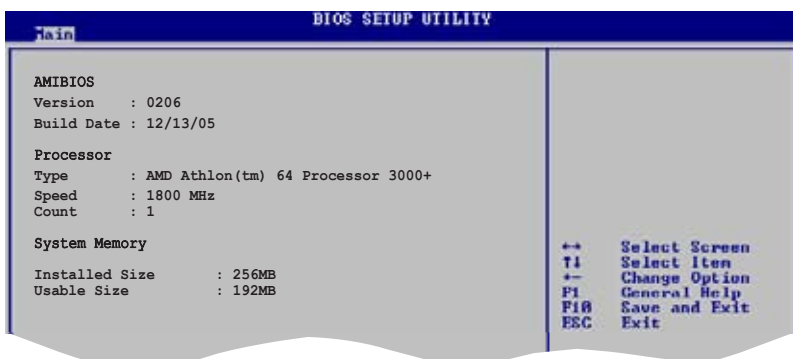 BIOS SETUP UTILITY
Main
AMIBIOS
Version : 0206
Build Date : 12/13/05
Processor
Type : AMD Athlon(tm) 64 Processor 3000+
Speed : 1800 MHz
Count : 1
System Memory
Installed Size : 256MB
Usable Size : 192MB
←→ Select Screen
↑↓ Select Item
+- Change Option
F1 General Help
F10 Save and Exit
ESC Exit